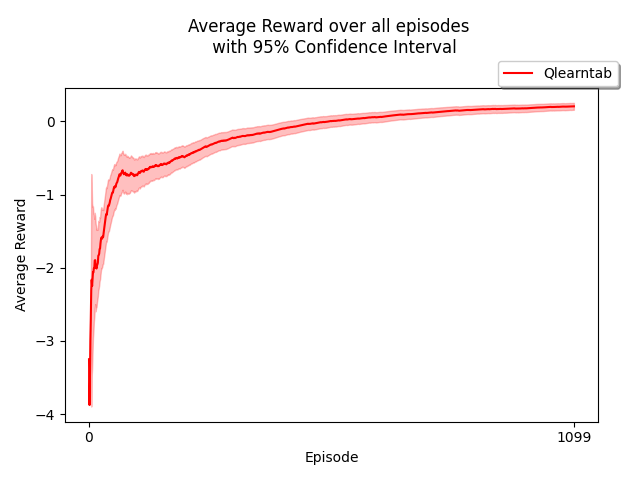 Average Reward over all episodes
with 95% Confidence Interval
Qlearntab
0
−1
−2
−3
−4
Average Reward
0
1099
Episode